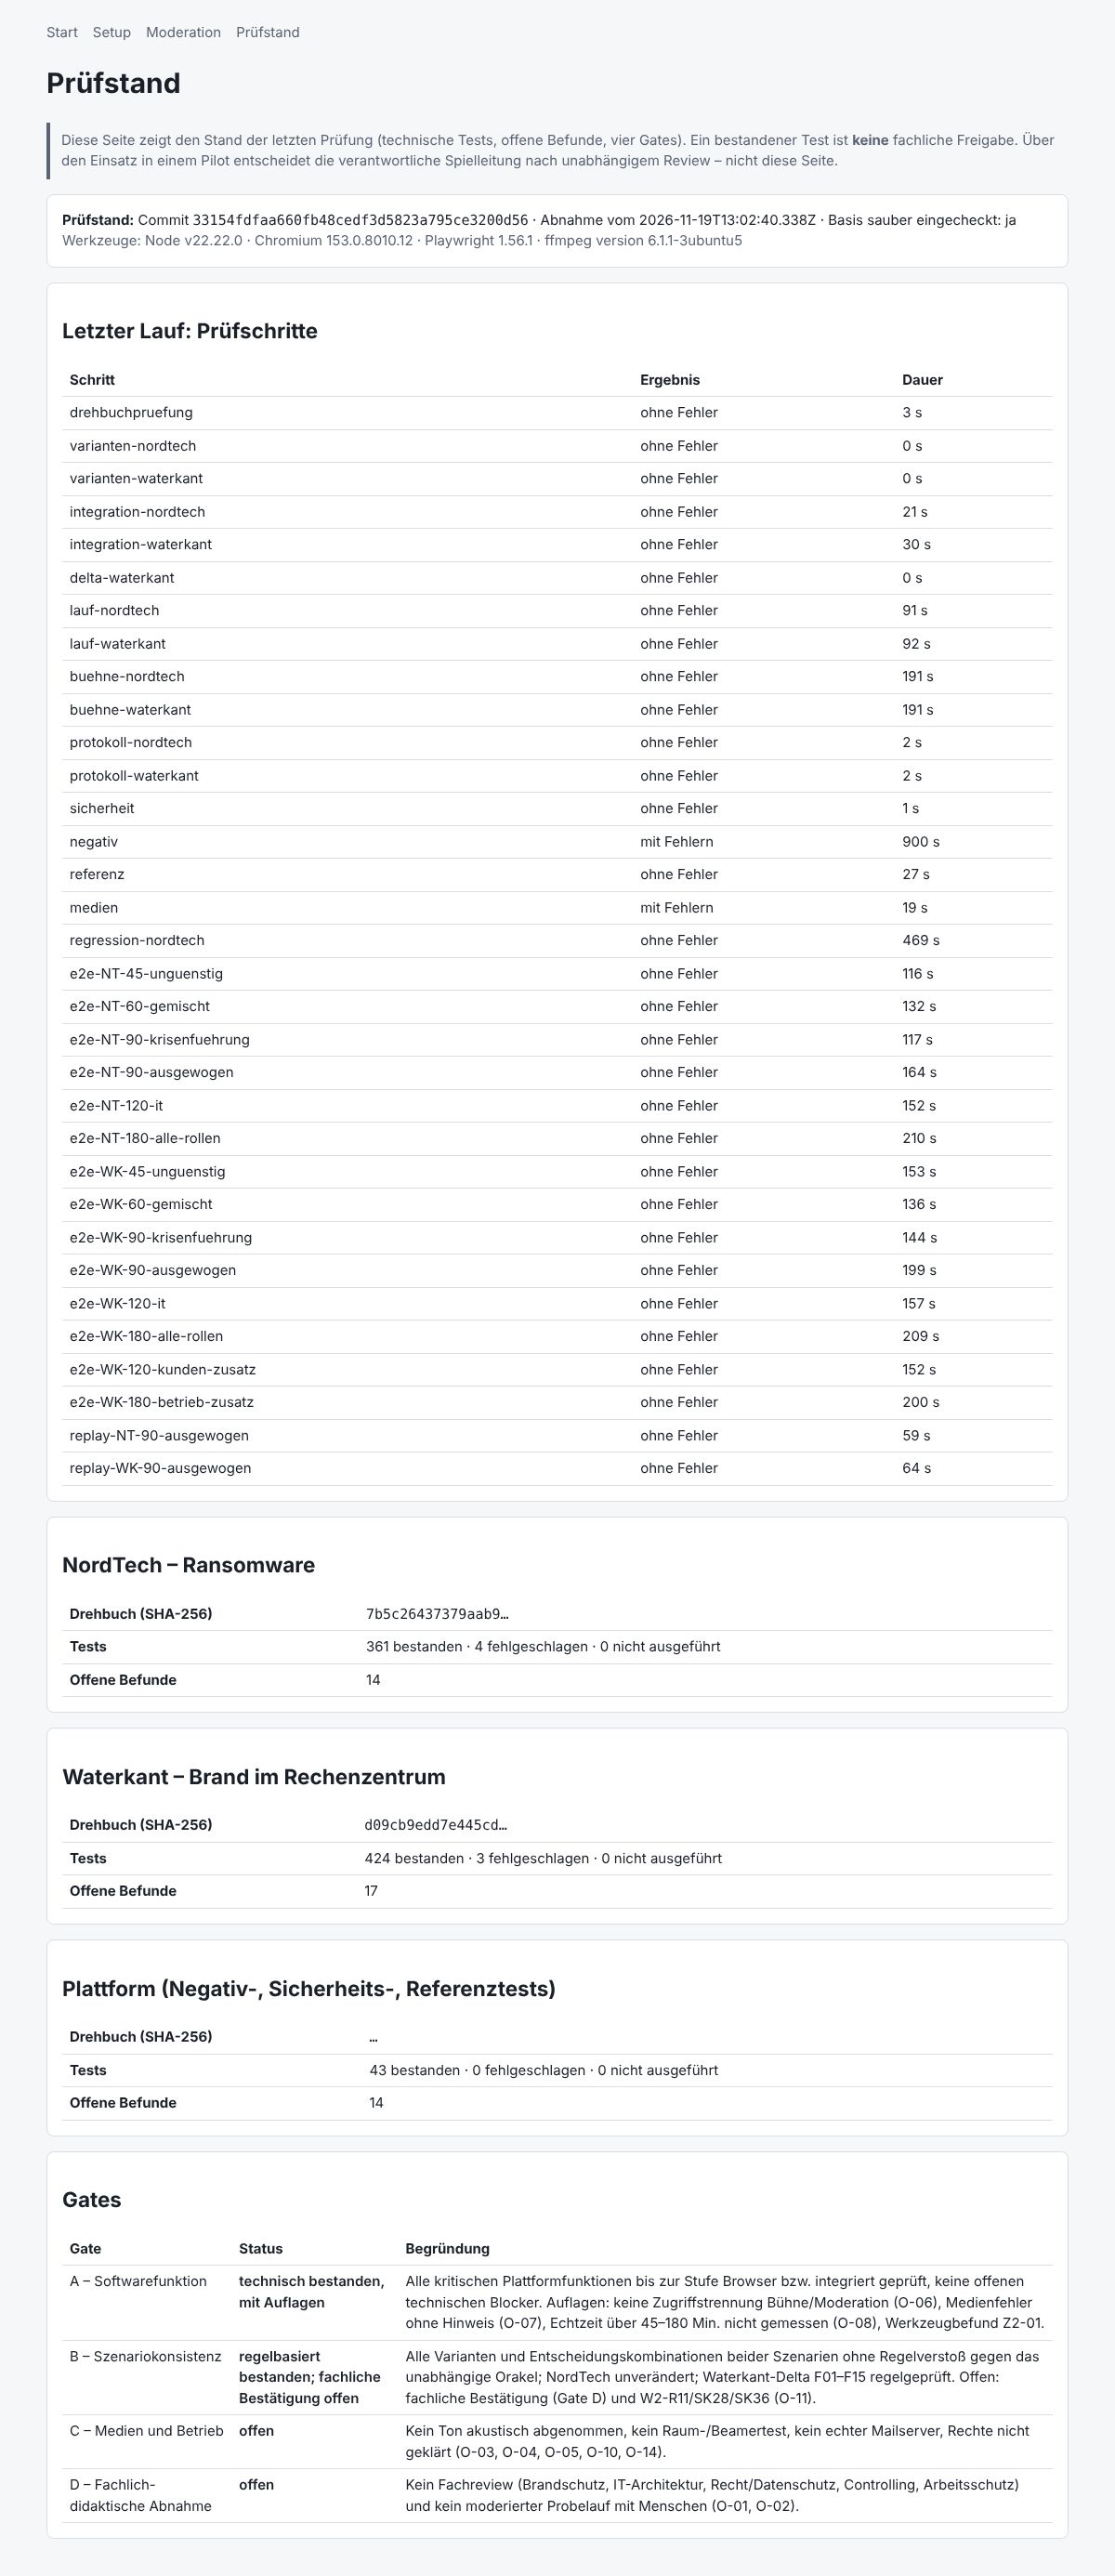 Start Setup Moderation Prüfstand
Prüfstand
Diese Seite zeigt den Stand der letzten Prüfung (technische Tests, offene Befunde, vier Gates). Ein bestandener Test ist keine fachliche Freigabe. Über
den Einsatz in einem Pilot entscheidet die verantwortliche Spielleitung nach unabhängigem Review – nicht diese Seite.
Prüfstand: Commit 33154fdfaa660fb48cedf3d5823a795ce3200d56 · Abnahme vom 2026-11-19T13:02:40.338Z · Basis sauber eingecheckt: ja
Werkzeuge: Node v22.22.0 · Chromium 153.0.8010.12 · Playwright 1.56.1 · ffmpeg version 6.1.1-3ubuntu5
Letzter Lauf: Prüfschritte
Schritt Ergebnis Dauer
drehbuchpruefung ohne Fehler 3 s
varianten-nordtech ohne Fehler 0 s
varianten-waterkant ohne Fehler 0 s
integration-nordtech ohne Fehler 21 s
integration-waterkant ohne Fehler 30 s
delta-waterkant ohne Fehler 0 s
lauf-nordtech ohne Fehler 91 s
lauf-waterkant ohne Fehler 92 s
buehne-nordtech ohne Fehler 191 s
buehne-waterkant ohne Fehler 191 s
protokoll-nordtech ohne Fehler 2 s
protokoll-waterkant ohne Fehler 2 s
sicherheit ohne Fehler 1 s
negativ mit Fehlern 900 s
referenz ohne Fehler 27 s
medien mit Fehlern 19 s
regression-nordtech ohne Fehler 469 s
e2e-NT-45-unguenstig ohne Fehler 116 s
e2e-NT-60-gemischt ohne Fehler 132 s
e2e-NT-90-krisenfuehrung ohne Fehler 117 s
e2e-NT-90-ausgewogen ohne Fehler 164 s
e2e-NT-120-it ohne Fehler 152 s
e2e-NT-180-alle-rollen ohne Fehler 210 s
e2e-WK-45-unguenstig ohne Fehler 153 s
e2e-WK-60-gemischt ohne Fehler 136 s
e2e-WK-90-krisenfuehrung ohne Fehler 144 s
e2e-WK-90-ausgewogen ohne Fehler 199 s
e2e-WK-120-it ohne Fehler 157 s
e2e-WK-180-alle-rollen ohne Fehler 209 s
e2e-WK-120-kunden-zusatz ohne Fehler 152 s
e2e-WK-180-betrieb-zusatz ohne Fehler 200 s
replay-NT-90-ausgewogen ohne Fehler 59 s
replay-WK-90-ausgewogen ohne Fehler 64 s
NordTech – Ransomware
Drehbuch (SHA-256) 7b5c26437379aab9…
Tests 361 bestanden · 4 fehlgeschlagen · 0 nicht ausgeführt
Offene Befunde 14
Waterkant – Brand im Rechenzentrum
Drehbuch (SHA-256) d09cb9edd7e445cd…
Tests 424 bestanden · 3 fehlgeschlagen · 0 nicht ausgeführt
Offene Befunde 17
Plattform (Negativ-, Sicherheits-, Referenztests)
Drehbuch (SHA-256) …
Tests 43 bestanden · 0 fehlgeschlagen · 0 nicht ausgeführt
Offene Befunde 14
Gates
Gate Status Begründung
A – Softwarefunktion technisch bestanden, Alle kritischen Plattformfunktionen bis zur Stufe Browser bzw. integriert geprüft, keine offenen
mit Auflagen technischen Blocker. Auflagen: keine Zugriffstrennung Bühne/Moderation (O-06), Medienfehler
ohne Hinweis (O-07), Echtzeit über 45–180 Min. nicht gemessen (O-08), Werkzeugbefund Z2-01.
B – Szenariokonsistenz regelbasiert Alle Varianten und Entscheidungskombinationen beider Szenarien ohne Regelverstoß gegen das
bestanden; fachliche unabhängige Orakel; NordTech unverändert; Waterkant-Delta F01–F15 regelgeprüft. Offen:
Bestätigung offen fachliche Bestätigung (Gate D) und W2-R11/SK28/SK36 (O-11).
C – Medien und Betrieb offen Kein Ton akustisch abgenommen, kein Raum-/Beamertest, kein echter Mailserver, Rechte nicht
geklärt (O-03, O-04, O-05, O-10, O-14).
D – Fachlich- offen Kein Fachreview (Brandschutz, IT-Architektur, Recht/Datenschutz, Controlling, Arbeitsschutz)
didaktische Abnahme und kein moderierter Probelauf mit Menschen (O-01, O-02).